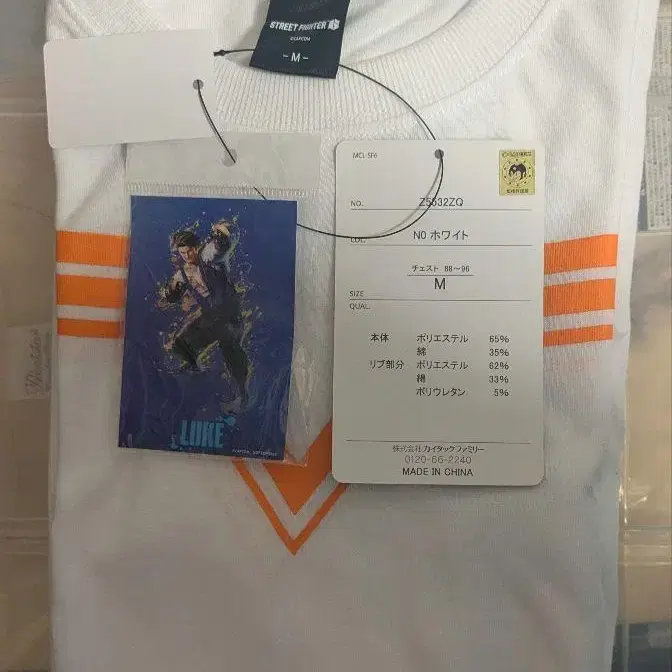 STREET FIGHTER 6
©CAPCOM
- M -
MCL-SF6
NO. Z5532ZQ
COL. N0 ホワイト
チェスト 88〜96
SIZE M
QUAL.
本体 ポリエステル 65%
綿 35%
リブ部分 ポリエステル 62%
綿 33%
ポリウレタン 5%
株式会社カイタックファミリー
0120-66-2240
MADE IN CHINA
LUKE